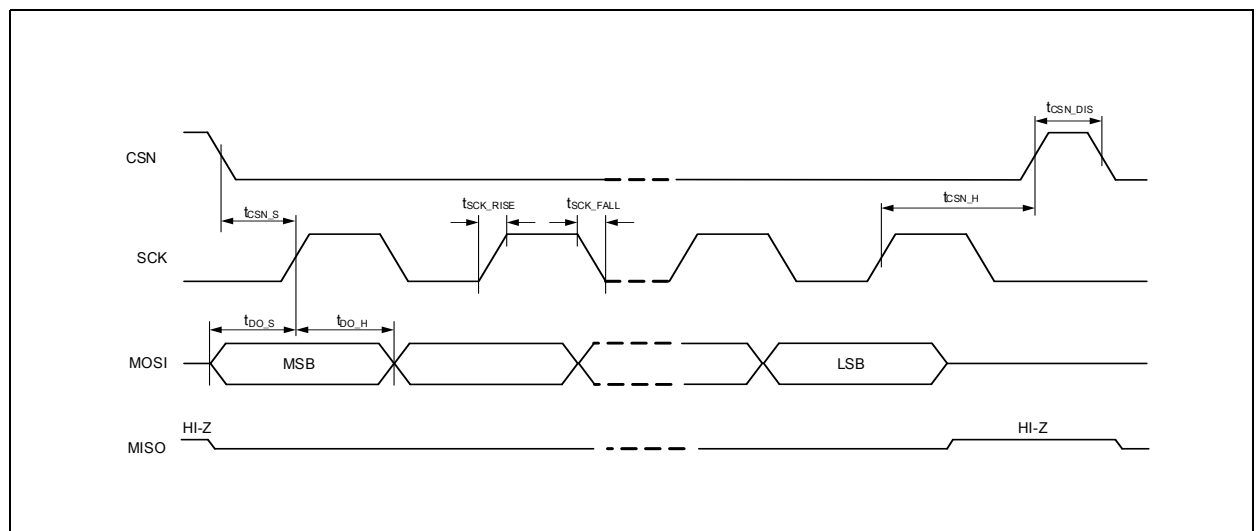 tCSN_DIS
CSN
tCSN_S
tSCK_RISE
tSCK_FALL
tCSN_H
SCK
tDO_S
tDO_H
MOSI
MSB
LSB
HI-Z
HI-Z
MISO